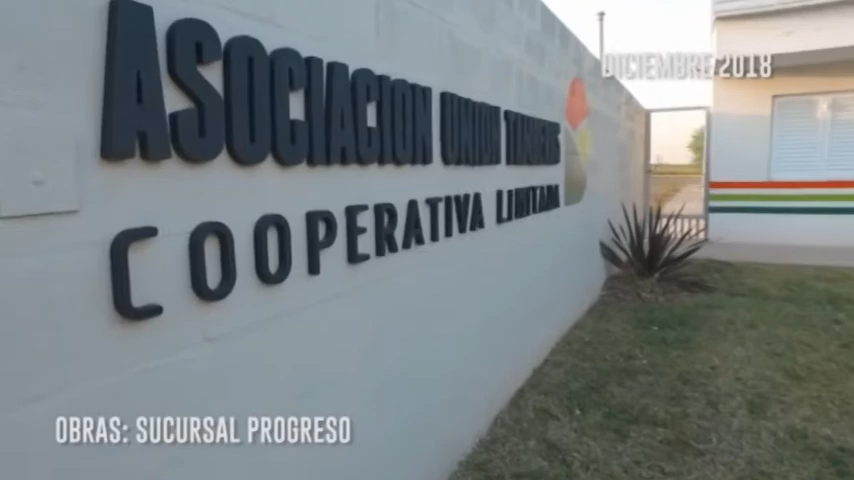 DICIEMBRE 2018
ASOCIACION UNION TAMBEROS
COOPERATIVA LIMITADA
OBRAS: SUCURSAL PROGRESO